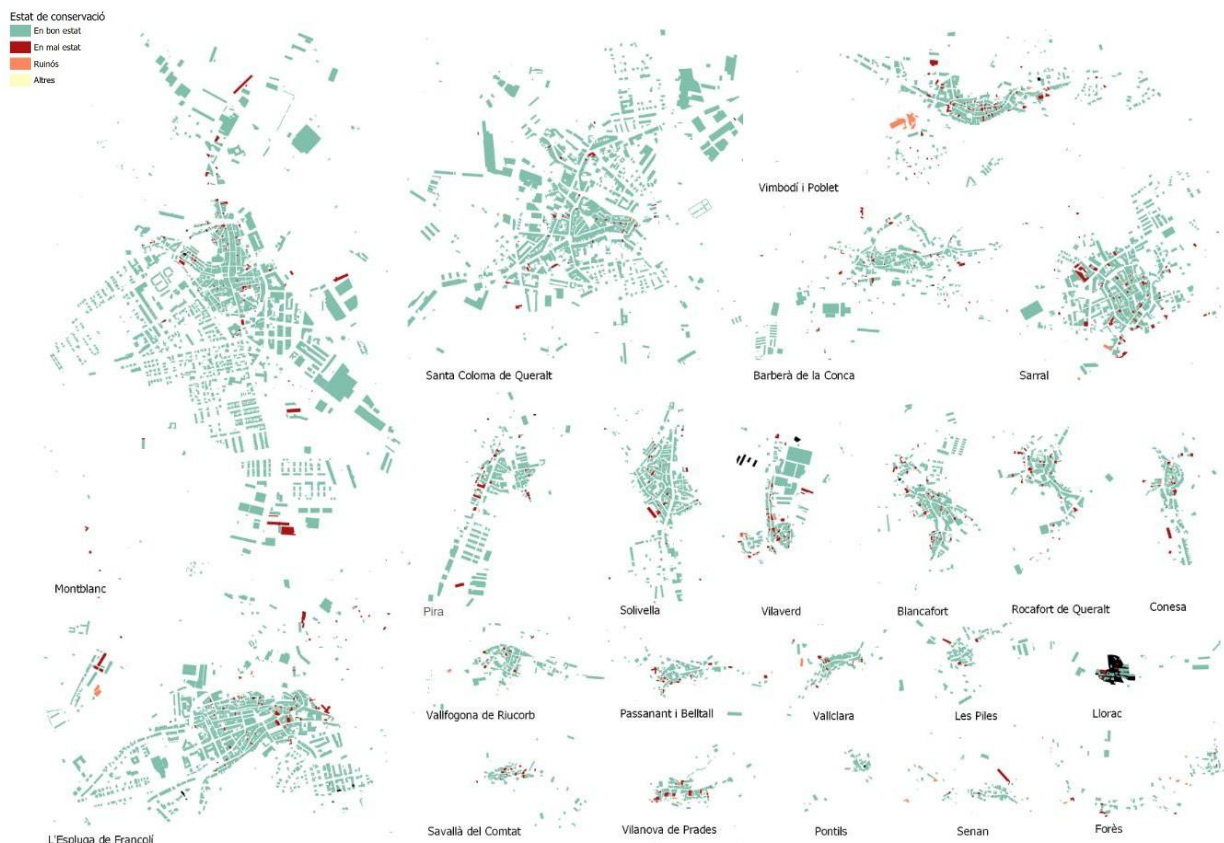 Estat de conservació
En bon estat
En mal estat
Ruinós
Altres
Vimbodí i Poblet
Santa Coloma de Queralt
Barberà de la Conca
Sarral
Montblanc
Pira
Solivella
Vilaverd
Blancafort
Rocafort de Queralt
Conesa
Vallfogona de Riucorb
Passanant i Belltall
Vallclara
Les Piles
Llorac
L'Espluga de Francolí
Savallà del Comtat
Vilanova de Prades
Pontils
Senan
Forès